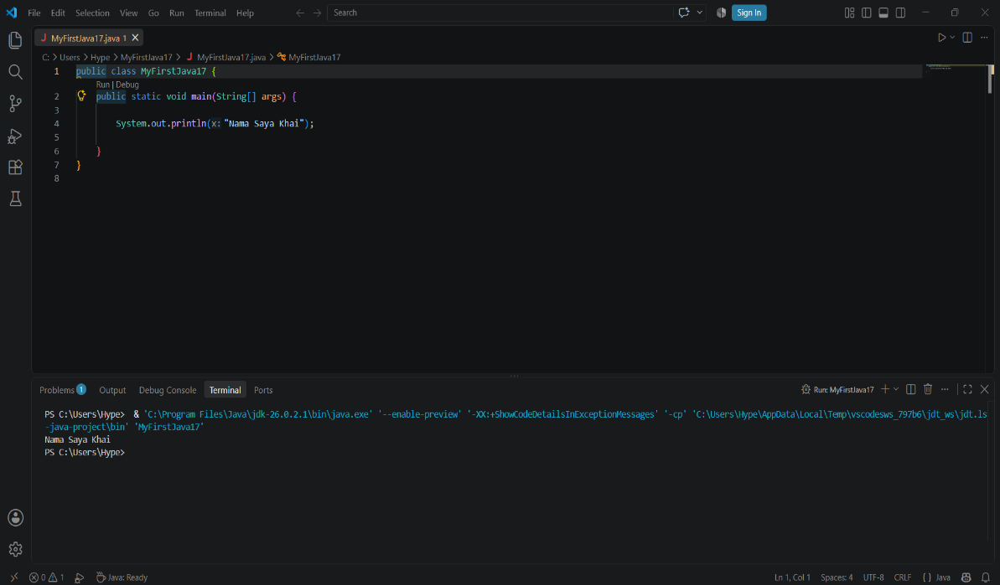 File Edit Selection View Go Run Terminal Help Search Sign In
MyFirstJava17.java 1
C: > Users > Hype > MyFirstJava17 > MyFirstJava17.java > MyFirstJava17
1 public class MyFirstJava17 {
Run | Debug
2 public static void main(String[] args) {
3
4 System.out.println(x: "Nama Saya Khai");
5
6 }
7 }
8
Problems 1 Output Debug Console Terminal Ports Run: MyFirstJava17
PS C:\Users\Hype> & 'C:\Program Files\Java\jdk-26.0.2.1\bin\java.exe' '--enable-preview' '-XX:+ShowCodeDetailsInExceptionMessages' '-cp' 'C:\Users\Hype\AppData\Local\Temp\vscodesws_797b6\jdt_ws\jdt.ls
-java-project\bin' 'MyFirstJava17'
Nama Saya Khai
PS C:\Users\Hype>
0 1 Java: Ready Ln 1, Col 1 Spaces: 4 UTF-8 CRLF { } Java